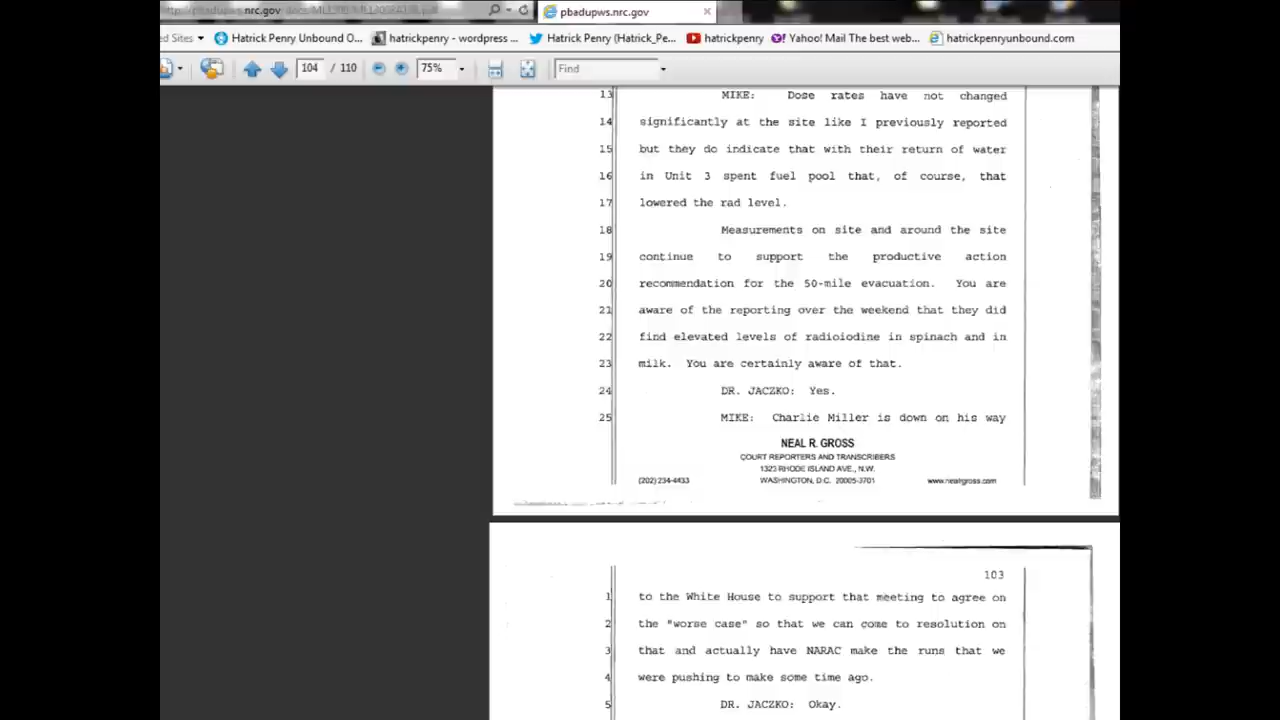 http://pbadupws.nrc.gov
pbadupws.nrc.gov
ed Sites
Hatrick Penry Unbound O...
hatrickpenry - wordpress ...
Hatrick Penry (Hatrick_Pe...
hatrickpenry
Yahoo! Mail The best web...
hatrickpenryunbound.com
104 / 110
75%
Find
13 MIKE: Dose rates have not changed
14 significantly at the site like I previously reported
15 but they do indicate that with their return of water
16 in Unit 3 spent fuel pool that, of course, that
17 lowered the rad level.
18 Measurements on site and around the site
19 continue to support the productive action
20 recommendation for the 50-mile evacuation. You are
21 aware of the reporting over the weekend that they did
22 find elevated levels of radioiodine in spinach and in
23 milk. You are certainly aware of that.
24 DR. JACZKO: Yes.
25 MIKE: Charlie Miller is down on his way
NEAL R. GROSS
COURT REPORTERS AND TRANSCRIBERS
1323 RHODE ISLAND AVE., N.W.
(202) 234-4433 WASHINGTON, D.C. 20005-3701 www.nealrgross.com
103
1 to the White House to support that meeting to agree on
2 the "worse case" so that we can come to resolution on
3 that and actually have NARAC make the runs that we
4 were pushing to make some time ago.
5 DR. JACZKO: Okay.